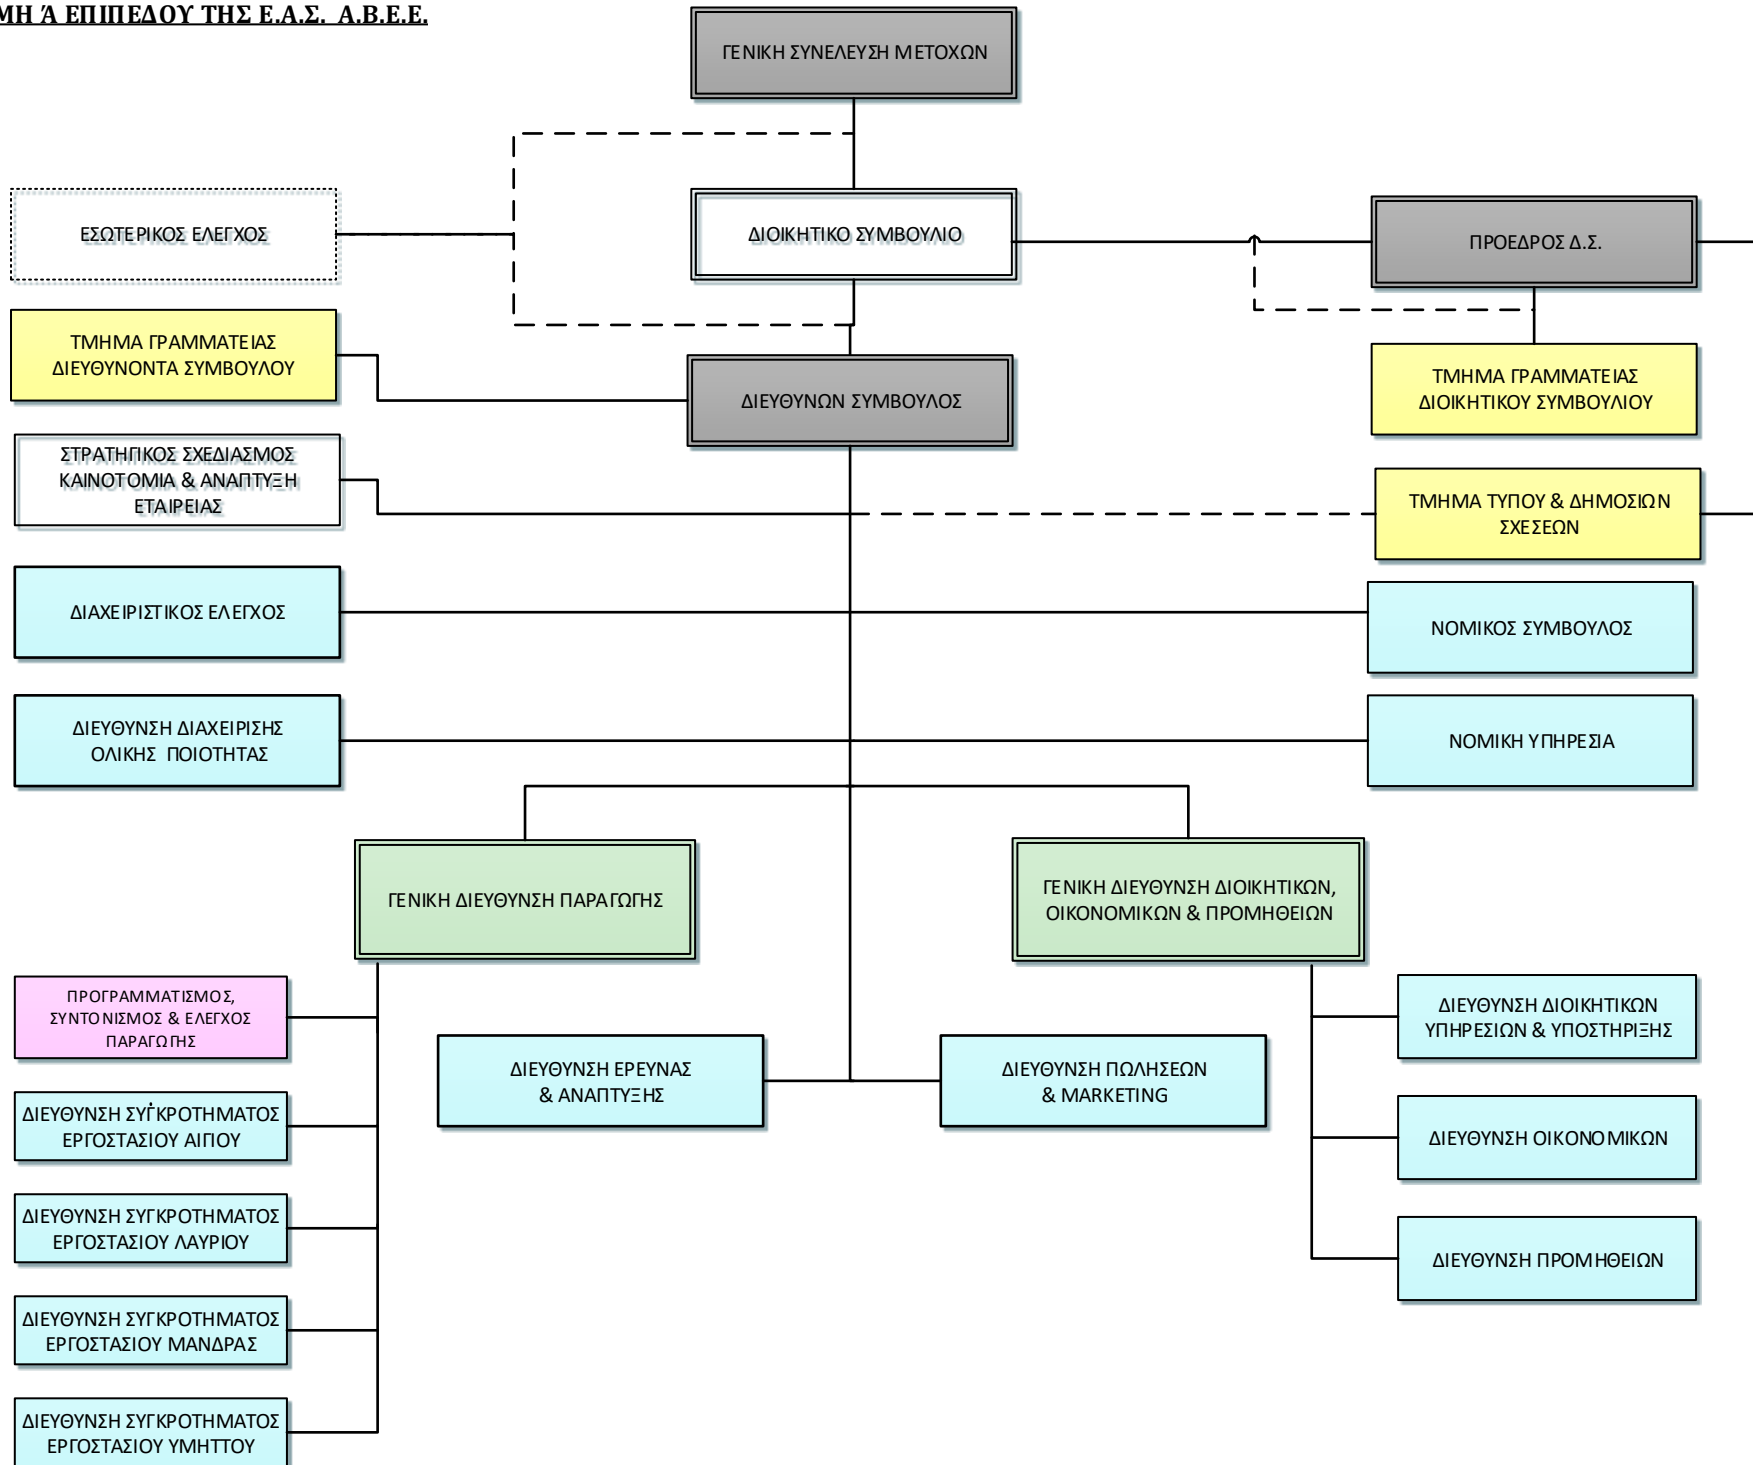 ΜΗ Ά ΕΠΙΠΕΔΟΥ ΤΗΣ Ε.Α.Σ. Α.Β.Ε.Ε.
ΓΕΝΙΚΗ ΣΥΝΕΛΕΥΣΗ ΜΕΤΟΧΩΝ
ΕΣΩΤΕΡΙΚΟΣ ΕΛΕΓΧΟΣ
ΔΙΟΙΚΗΤΙΚΟ ΣΥΜΒΟΥΛΙΟ
ΠΡΟΕΔΡΟΣ Δ.Σ.
ΤΜΗΜΑ ΓΡΑΜΜΑΤΕΙΑΣ
ΔΙΕΥΘΥΝΟΝΤΑ ΣΥΜΒΟΥΛΟΥ
ΔΙΕΥΘΥΝΩΝ ΣΥΜΒΟΥΛΟΣ
ΤΜΗΜΑ ΓΡΑΜΜΑΤΕΙΑΣ
ΔΙΟΙΚΗΤΙΚΟΥ ΣΥΜΒΟΥΛΙΟΥ
ΣΤΡΑΤΗΓΙΚΟΣ ΣΧΕΔΙΑΣΜΟΣ
ΚΑΙΝΟΤΟΜΙΑ & ΑΝΑΠΤΥΞΗ
ΕΤΑΙΡΕΙΑΣ
ΤΜΗΜΑ ΤΥΠΟΥ & ΔΗΜΟΣΙΩΝ
ΣΧΕΣΕΩΝ
ΔΙΑΧΕΙΡΙΣΤΙΚΟΣ ΕΛΕΓΧΟΣ
ΝΟΜΙΚΟΣ ΣΥΜΒΟΥΛΟΣ
ΔΙΕΥΘΥΝΣΗ ΔΙΑΧΕΙΡΙΣΗΣ
ΟΛΙΚΗΣ ΠΟΙΟΤΗΤΑΣ
ΝΟΜΙΚΗ ΥΠΗΡΕΣΙΑ
ΓΕΝΙΚΗ ΔΙΕΥΘΥΝΣΗ ΠΑΡΑΓΩΓΗΣ
ΓΕΝΙΚΗ ΔΙΕΥΘΥΝΣΗ ΔΙΟΙΚΗΤΙΚΩΝ,
ΟΙΚΟΝΟΜΙΚΩΝ & ΠΡΟΜΗΘΕΙΩΝ
ΠΡΟΓΡΑΜΜΑΤΙΣΜΟΣ,
ΣΥΝΤΟΝΙΣΜΟΣ & ΕΛΕΓΧΟΣ
ΠΑΡΑΓΩΓΗΣ
ΔΙΕΥΘΥΝΣΗ ΔΙΟΙΚΗΤΙΚΩΝ
ΥΠΗΡΕΣΙΩΝ & ΥΠΟΣΤΗΡΙΞΗΣ
ΔΙΕΥΘΥΝΣΗ ΕΡΕΥΝΑΣ
& ΑΝΑΠΤΥΞΗΣ
ΔΙΕΥΘΥΝΣΗ ΠΩΛΗΣΕΩΝ
& MARKETING
ΔΙΕΥΘΥΝΣΗ ΣΥΓΚΡΟΤΗΜΑΤΟΣ
ΕΡΓΟΣΤΑΣΙΟΥ ΑΙΓΙΟΥ
ΔΙΕΥΘΥΝΣΗ ΟΙΚΟΝΟΜΙΚΩΝ
ΔΙΕΥΘΥΝΣΗ ΣΥΓΚΡΟΤΗΜΑΤΟΣ
ΕΡΓΟΣΤΑΣΙΟΥ ΛΑΥΡΙΟΥ
ΔΙΕΥΘΥΝΣΗ ΠΡΟΜΗΘΕΙΩΝ
ΔΙΕΥΘΥΝΣΗ ΣΥΓΚΡΟΤΗΜΑΤΟΣ
ΕΡΓΟΣΤΑΣΙΟΥ ΜΑΝΔΡΑΣ
ΔΙΕΥΘΥΝΣΗ ΣΥΓΚΡΟΤΗΜΑΤΟΣ
ΕΡΓΟΣΤΑΣΙΟΥ ΥΜΗΤΤΟΥ